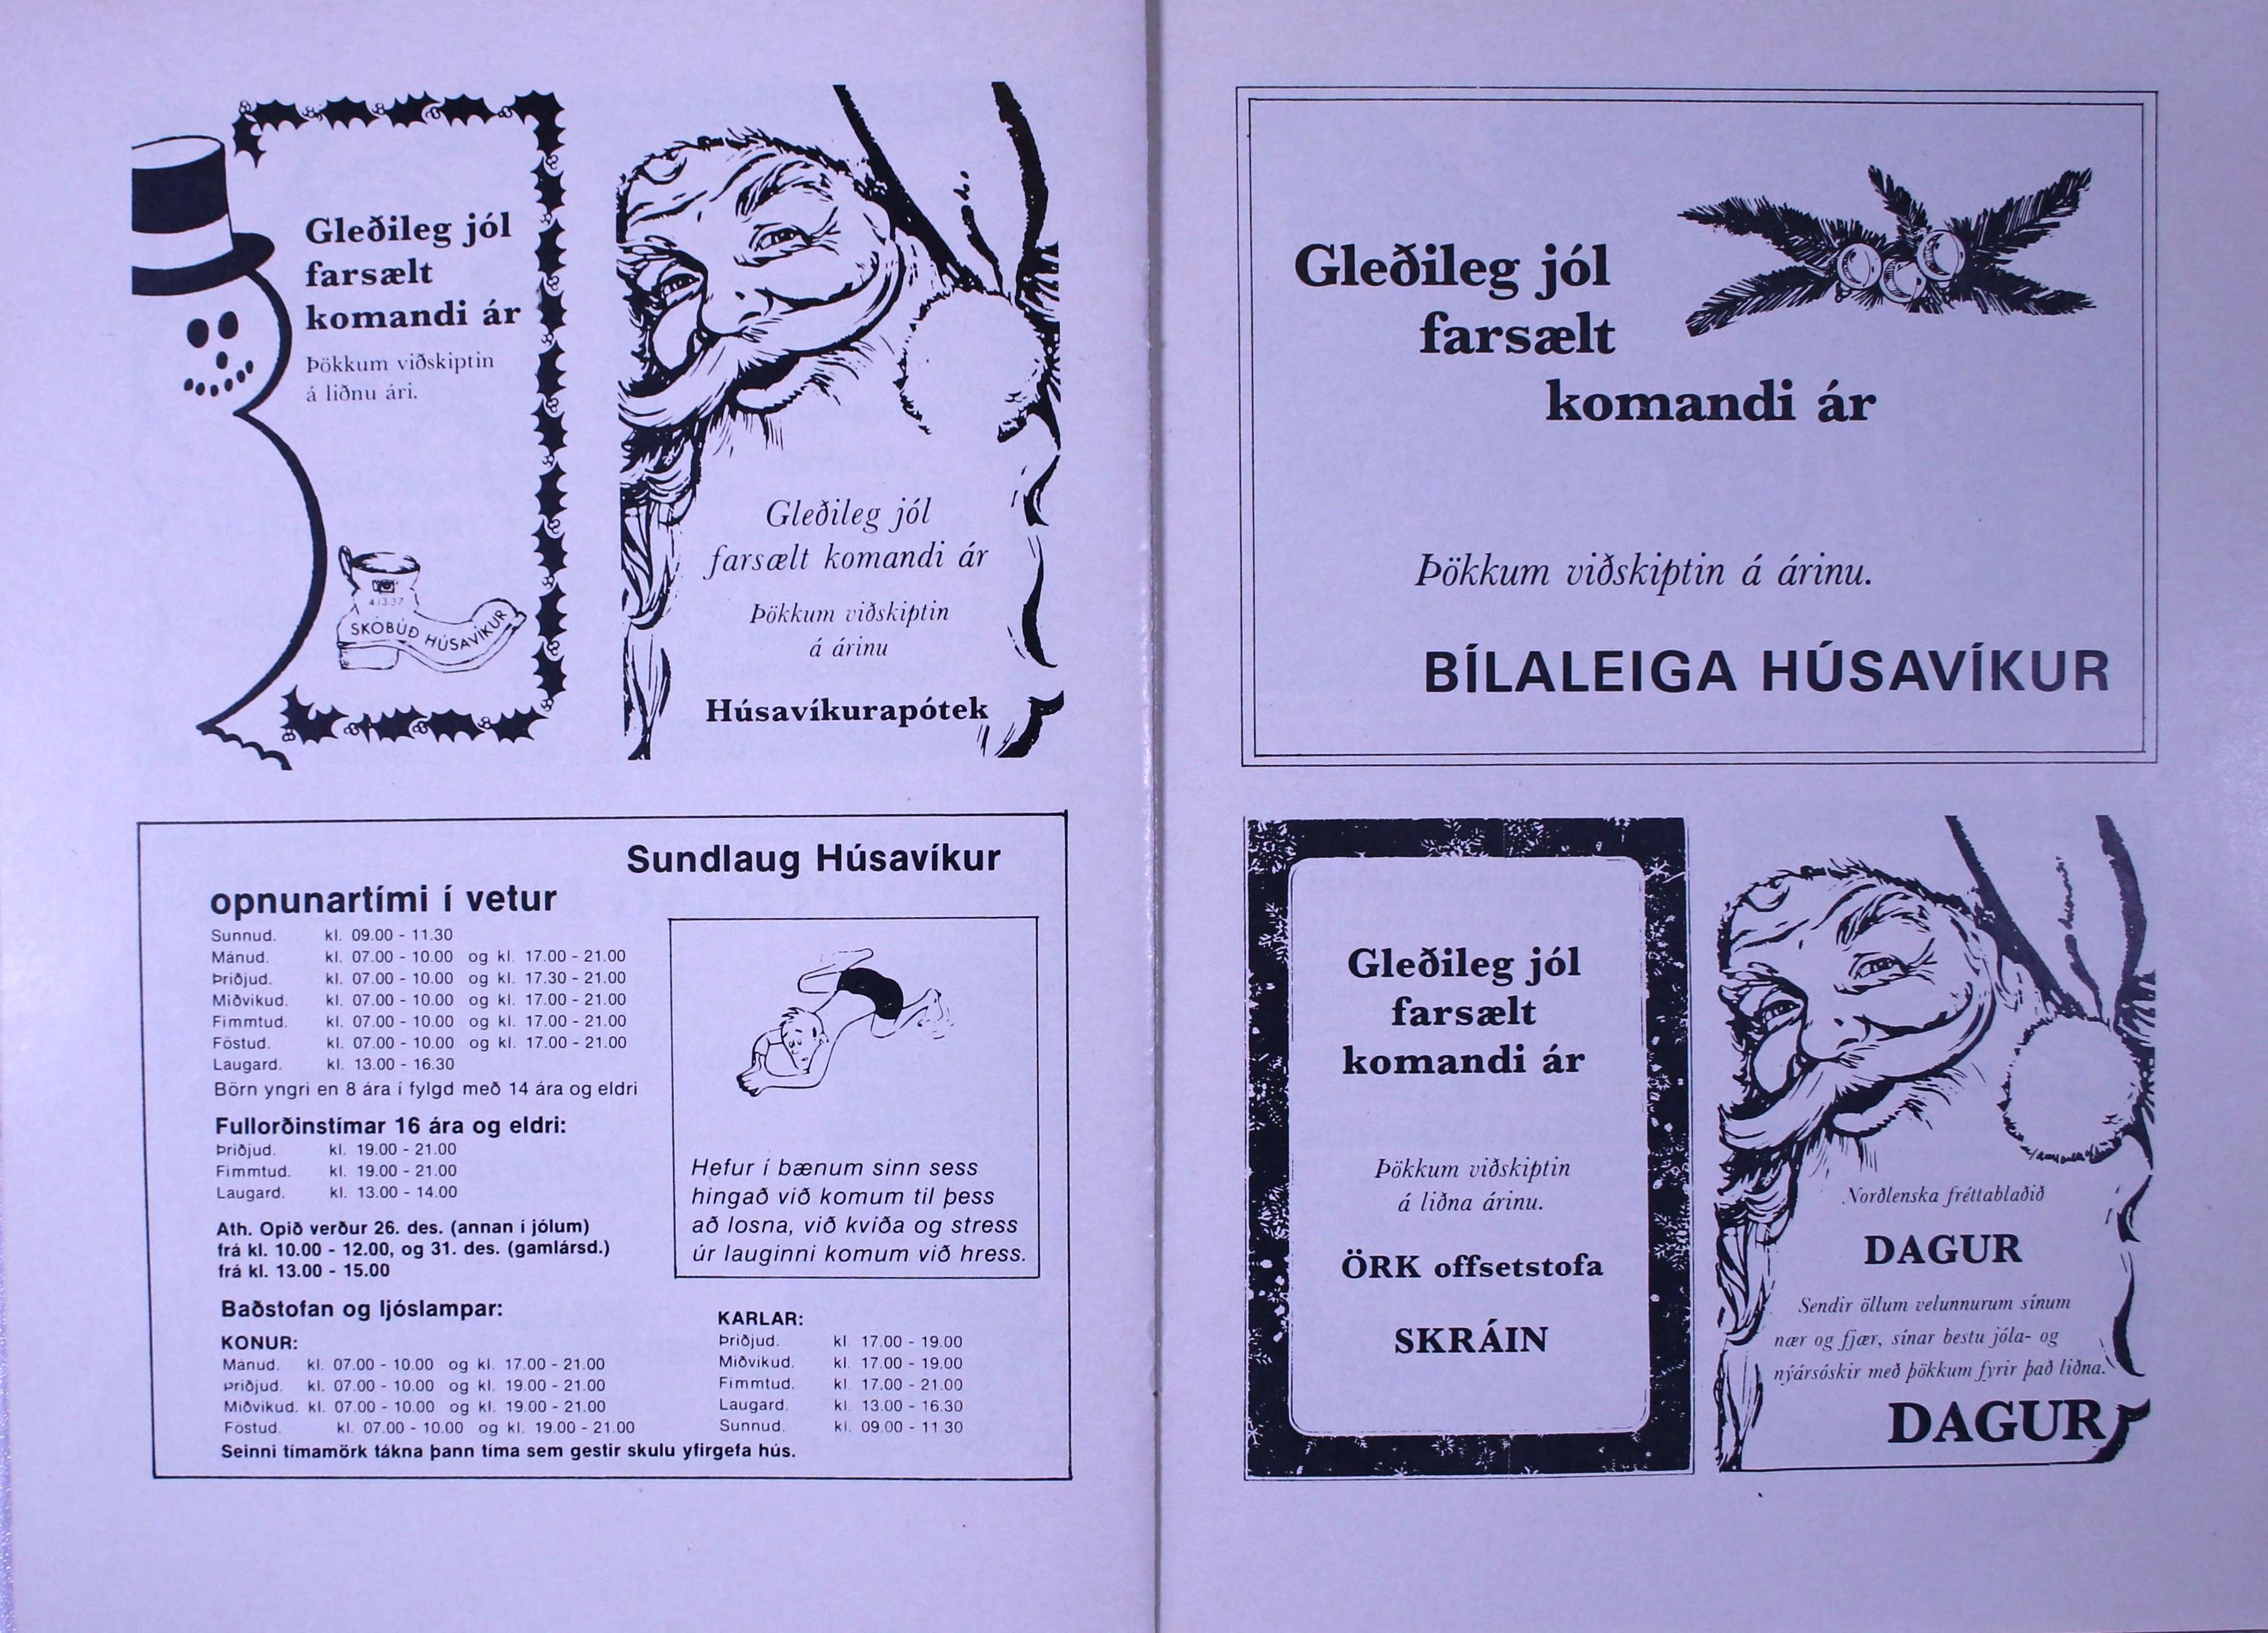 Gleðileg jól
farsælt
komandi ár
Þökkum viðskiptin
á liðnu ári.
41337
SKÓBÚÐ HÚSAVÍKUR
Gleðileg jól
farsælt komandi ár
Þökkum viðskiptin
á árinu
Húsavíkurapótek
Sundlaug Húsavíkur
opnunartími í vetur
Sunnud. kl. 09.00 - 11.30
Mánud. kl. 07.00 - 10.00 og kl. 17.00 - 21.00
Þriðjud. kl. 07.00 - 10.00 og kl. 17.30 - 21.00
Miðvikud. kl. 07.00 - 10.00 og kl. 17.00 - 21.00
Fimmtud. kl. 07.00 - 10.00 og kl. 17.00 - 21.00
Föstud. kl. 07.00 - 10.00 og kl. 17.00 - 21.00
Laugard. kl. 13.00 - 16.30
Börn yngri en 8 ára í fylgd með 14 ára og eldri
Fullorðinstímar 16 ára og eldri:
Þriðjud. kl. 19.00 - 21.00
Fimmtud. kl. 19.00 - 21.00
Laugard. kl. 13.00 - 14.00
Ath. Opið verður 26. des. (annan í jólum)
frá kl. 10.00 - 12.00, og 31. des. (gamlársd.)
frá kl. 13.00 - 15.00
Hefur í bænum sinn sess
hingað við komum til þess
að losna, við kvíða og stress
úr lauginni komum við hress.
Baðstofan og ljóslampar:
KONUR:
Mánud. kl. 07.00 - 10.00 og kl. 17.00 - 21.00
Þriðjud. kl. 07.00 - 10.00 og kl. 19.00 - 21.00
Miðvikud. kl. 07.00 - 10.00 og kl. 19.00 - 21.00
Föstud. kl. 07.00 - 10.00 og kl. 19.00 - 21.00
KARLAR:
Þriðjud. kl. 17.00 - 19.00
Miðvikud. kl. 17.00 - 19.00
Fimmtud. kl. 17.00 - 21.00
Laugard. kl. 13.00 - 16.30
Sunnud. kl. 09.00 - 11.30
Seinni tímamörk tákna þann tíma sem gestir skulu yfirgefa hús.
Gleðileg jól
farsælt
komandi ár
Þökkum viðskiptin á árinu.
BÍLALEIGA HÚSAVÍKUR
Gleðileg jól
farsælt
komandi ár
Þökkum viðskiptin
á liðna árinu.
ÖRK offsetstofa
SKRÁIN
Norðlenska fréttablaðið
DAGUR
Sendir öllum velunnurum sínum
nær og fjær, sínar bestu jóla- og
nýársóskir með þökkum fyrir það liðna.
DAGUR